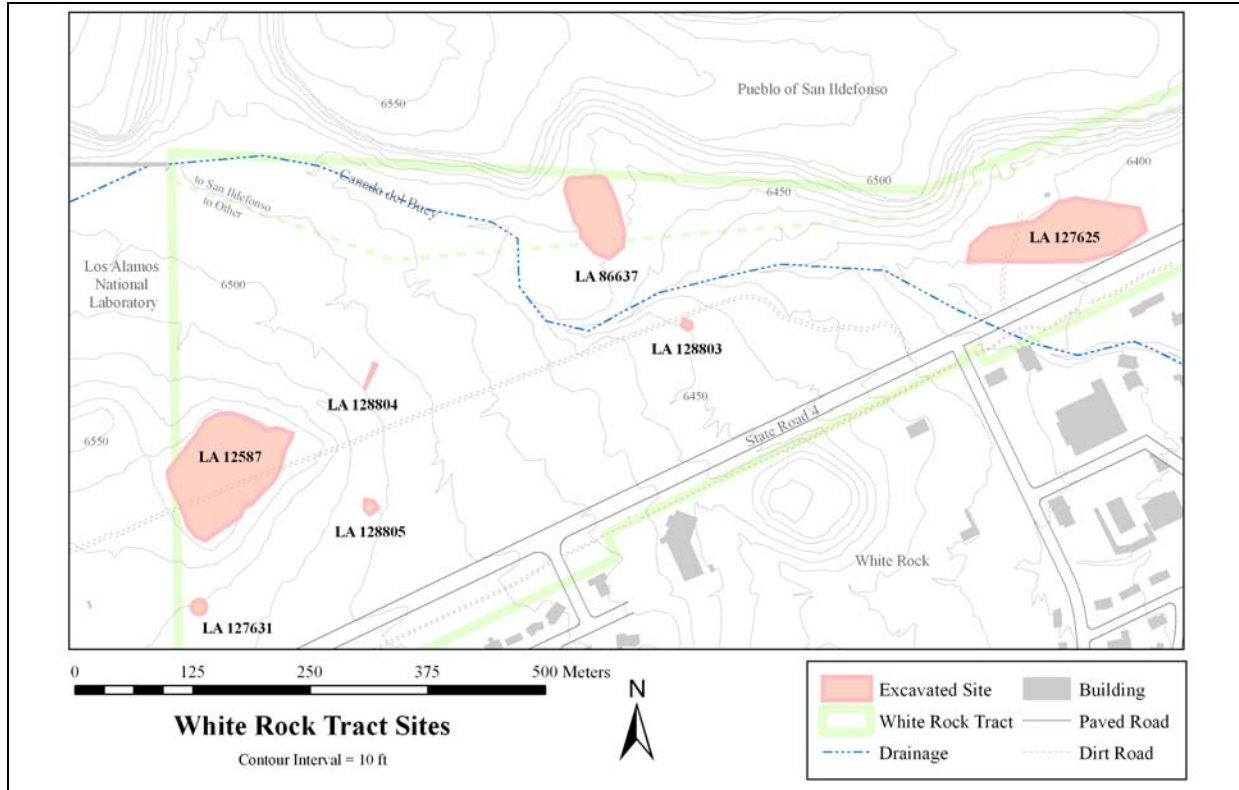 6550
Pueblo of San Ildefonso
6400
6500
6450
to San Ildefonso
to Other
Canada del Buey
LA 127625
LA 86637
Los Alamos
National
Laboratory
6500
LA 128803
6450
LA 128804
State Road 4
6550
LA 12587
LA 128805
White Rock
LA 127631
0 125 250 375 500 Meters
N
White Rock Tract Sites
Contour Interval = 10 ft
Excavated Site
Building
White Rock Tract
Paved Road
Drainage
Dirt Road